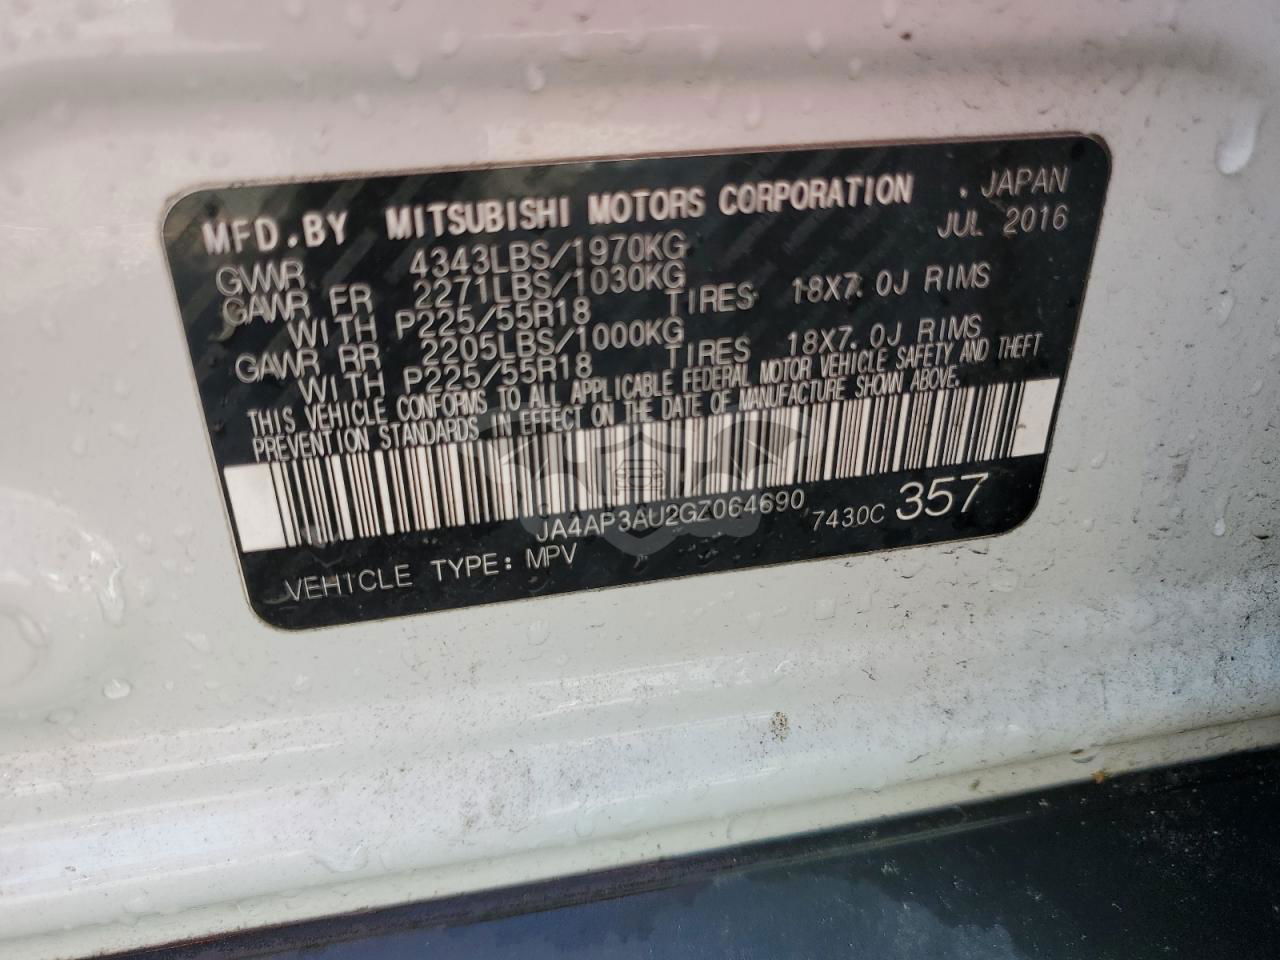 MFD.BY MITSUBISHI MOTORS CORPORATION . JAPAN
GVWR 4343LBS/1970KG JUL 2016
GAWR FR 2271LBS/1030KG
WITH P225/55R18 TIRES 18X7.0J RIMS
GAWR RR 2205LBS/1000KG
WITH P225/55R18 TIRES 18X7.0J RIMS
THIS VEHICLE CONFORMS TO ALL APPLICABLE FEDERAL MOTOR VEHICLE SAFETY AND THEFT
PREVENTION STANDARDS IN EFFECT ON THE DATE OF MANUFACTURE SHOWN ABOVE.
JA4AP3AU2GZ064690 7430C 357
VEHICLE TYPE: MPV